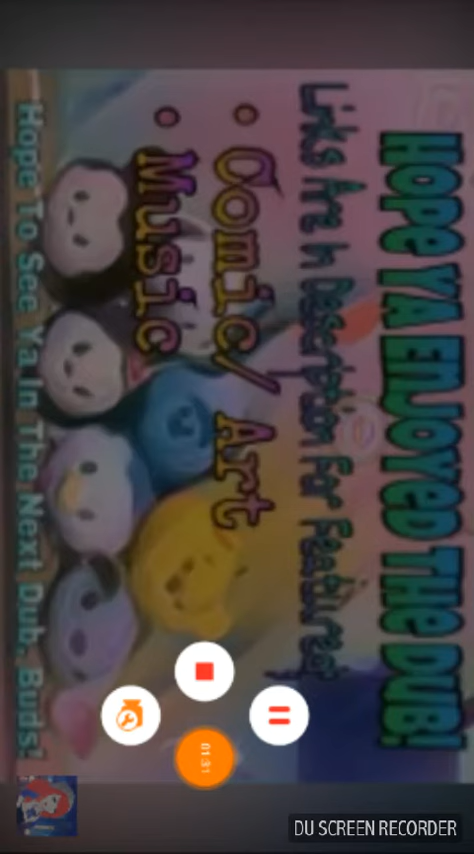 HOPE YA ENJOYED THE DUB!
Links Are In Description For Featured
• Comic/ Art
• Music
Hope To See Ya In The Next Dub, Buds!
01:31
DU SCREEN RECORDER